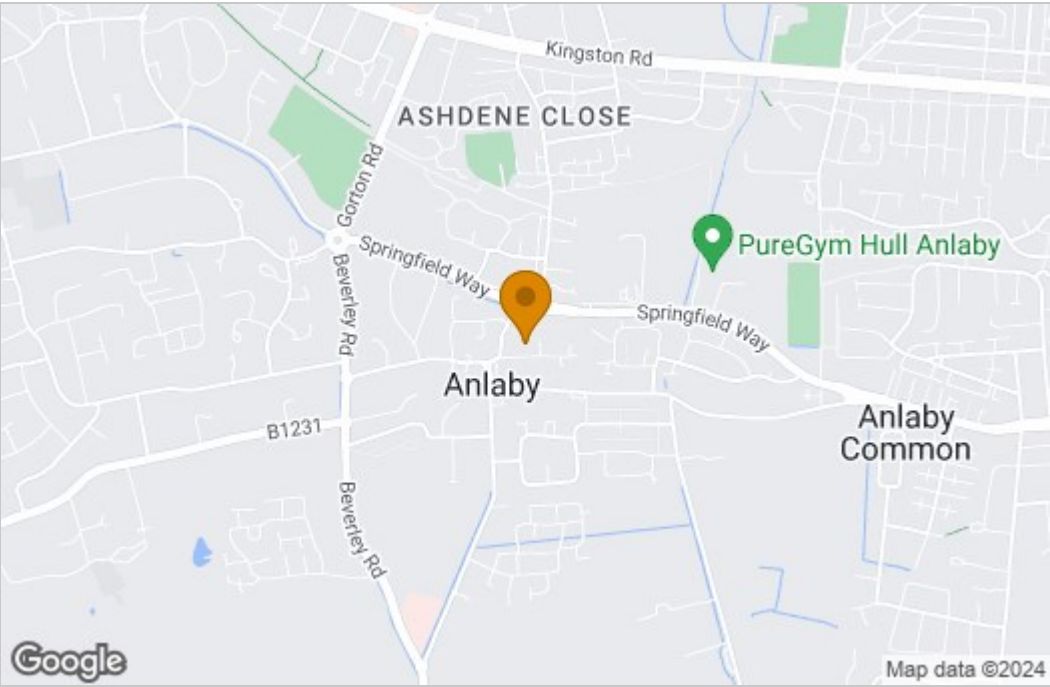 Kingston Rd
ASHDENE CLOSE
Gorton Rd
PureGym Hull Anlaby
Springfield Way
Beverley Rd
Springfield Way
Anlaby
Anlaby
Common
B1231
Beverley Rd
Google
Map data ©2024